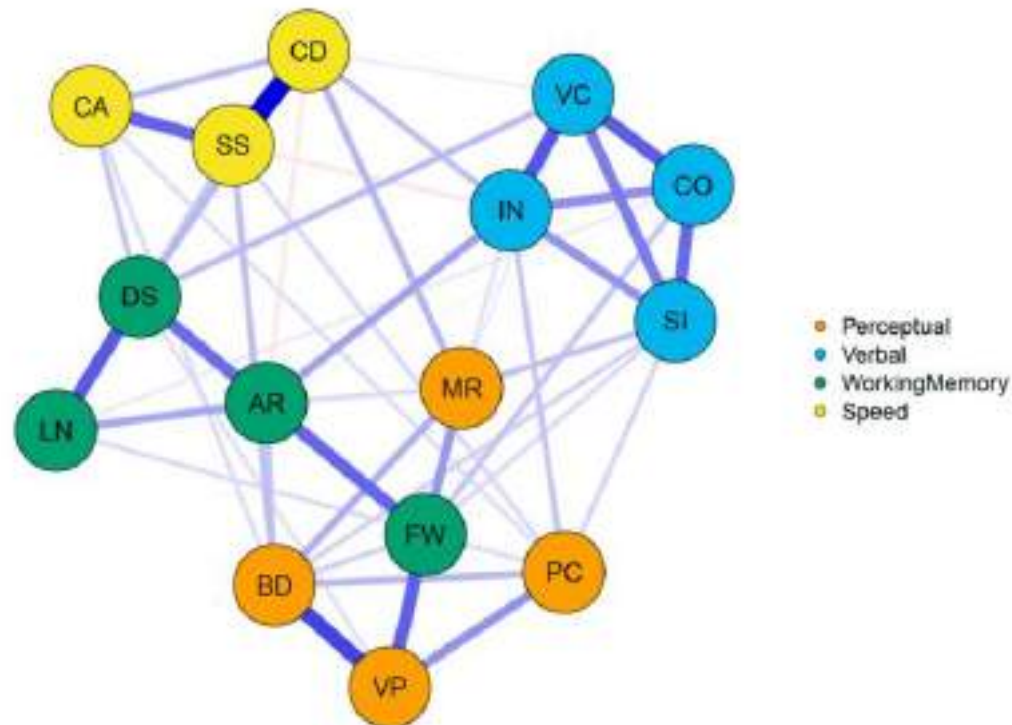 CD
CA
VC
SS
CO
IN
DS
SI
Perceptual
Verbal
WorkingMemory
Speed
MR
AR
LN
FW
PC
BD
VP